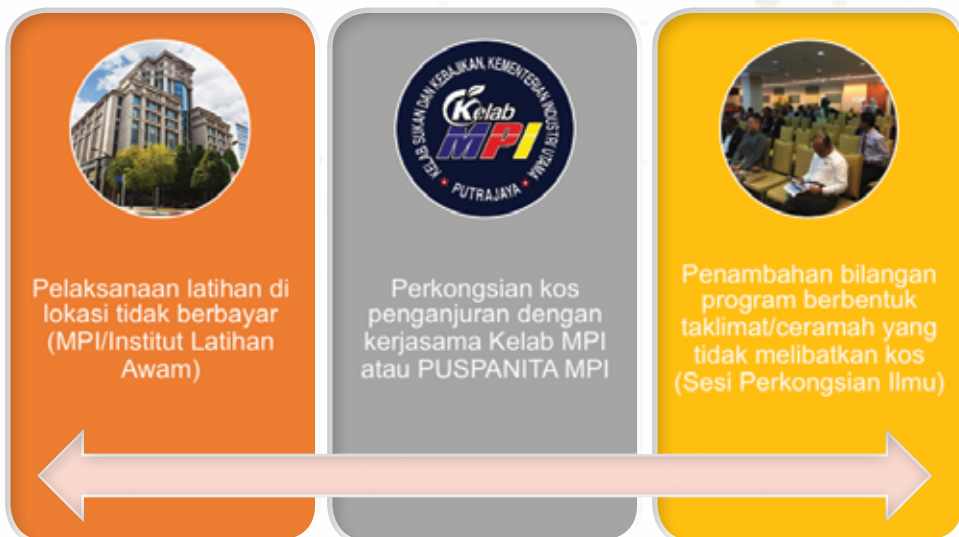 KELAB SUKAN DAN KEBAJIKAN, KEMENTERIAN INDUSTRI UTAMA
Kelab
MPI
PUTRAJAYA
Pelaksanaan latihan di
lokasi tidak berbayar
(MPI/Institut Latihan
Awam)
Perkongsian kos
penganjuran dengan
kerjasama Kelab MPI
atau PUSPANITA MPI
Penambahan bilangan
program berbentuk
taklimat/ceramah yang
tidak melibatkan kos
(Sesi Perkongsian Ilmu)